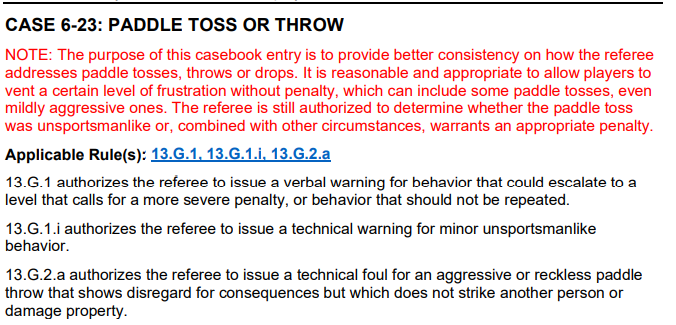 CASE 6-23: PADDLE TOSS OR THROW
NOTE: The purpose of this casebook entry is to provide better consistency on how the referee
addresses paddle tosses, throws or drops. It is reasonable and appropriate to allow players to
vent a certain level of frustration without penalty, which can include some paddle tosses, even
mildly aggressive ones. The referee is still authorized to determine whether the paddle toss
was unsportsmanlike or, combined with other circumstances, warrants an appropriate penalty.
Applicable Rule(s): 13.G.1, 13.G.1.i, 13.G.2.a
13.G.1 authorizes the referee to issue a verbal warning for behavior that could escalate to a
level that calls for a more severe penalty, or behavior that should not be repeated.
13.G.1.i authorizes the referee to issue a technical warning for minor unsportsmanlike
behavior.
13.G.2.a authorizes the referee to issue a technical foul for an aggressive or reckless paddle
throw that shows disregard for consequences but which does not strike another person or
damage property.